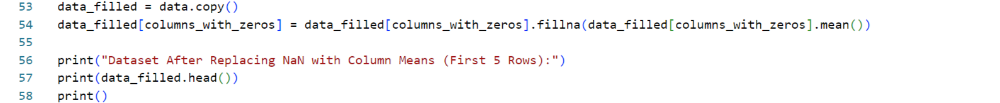 53 data_filled = data.copy()
54 data_filled[columns_with_zeros] = data_filled[columns_with_zeros].fillna(data_filled[columns_with_zeros].mean())
55
56 print("Dataset After Replacing NaN with Column Means (First 5 Rows):")
57 print(data_filled.head())
58 print()